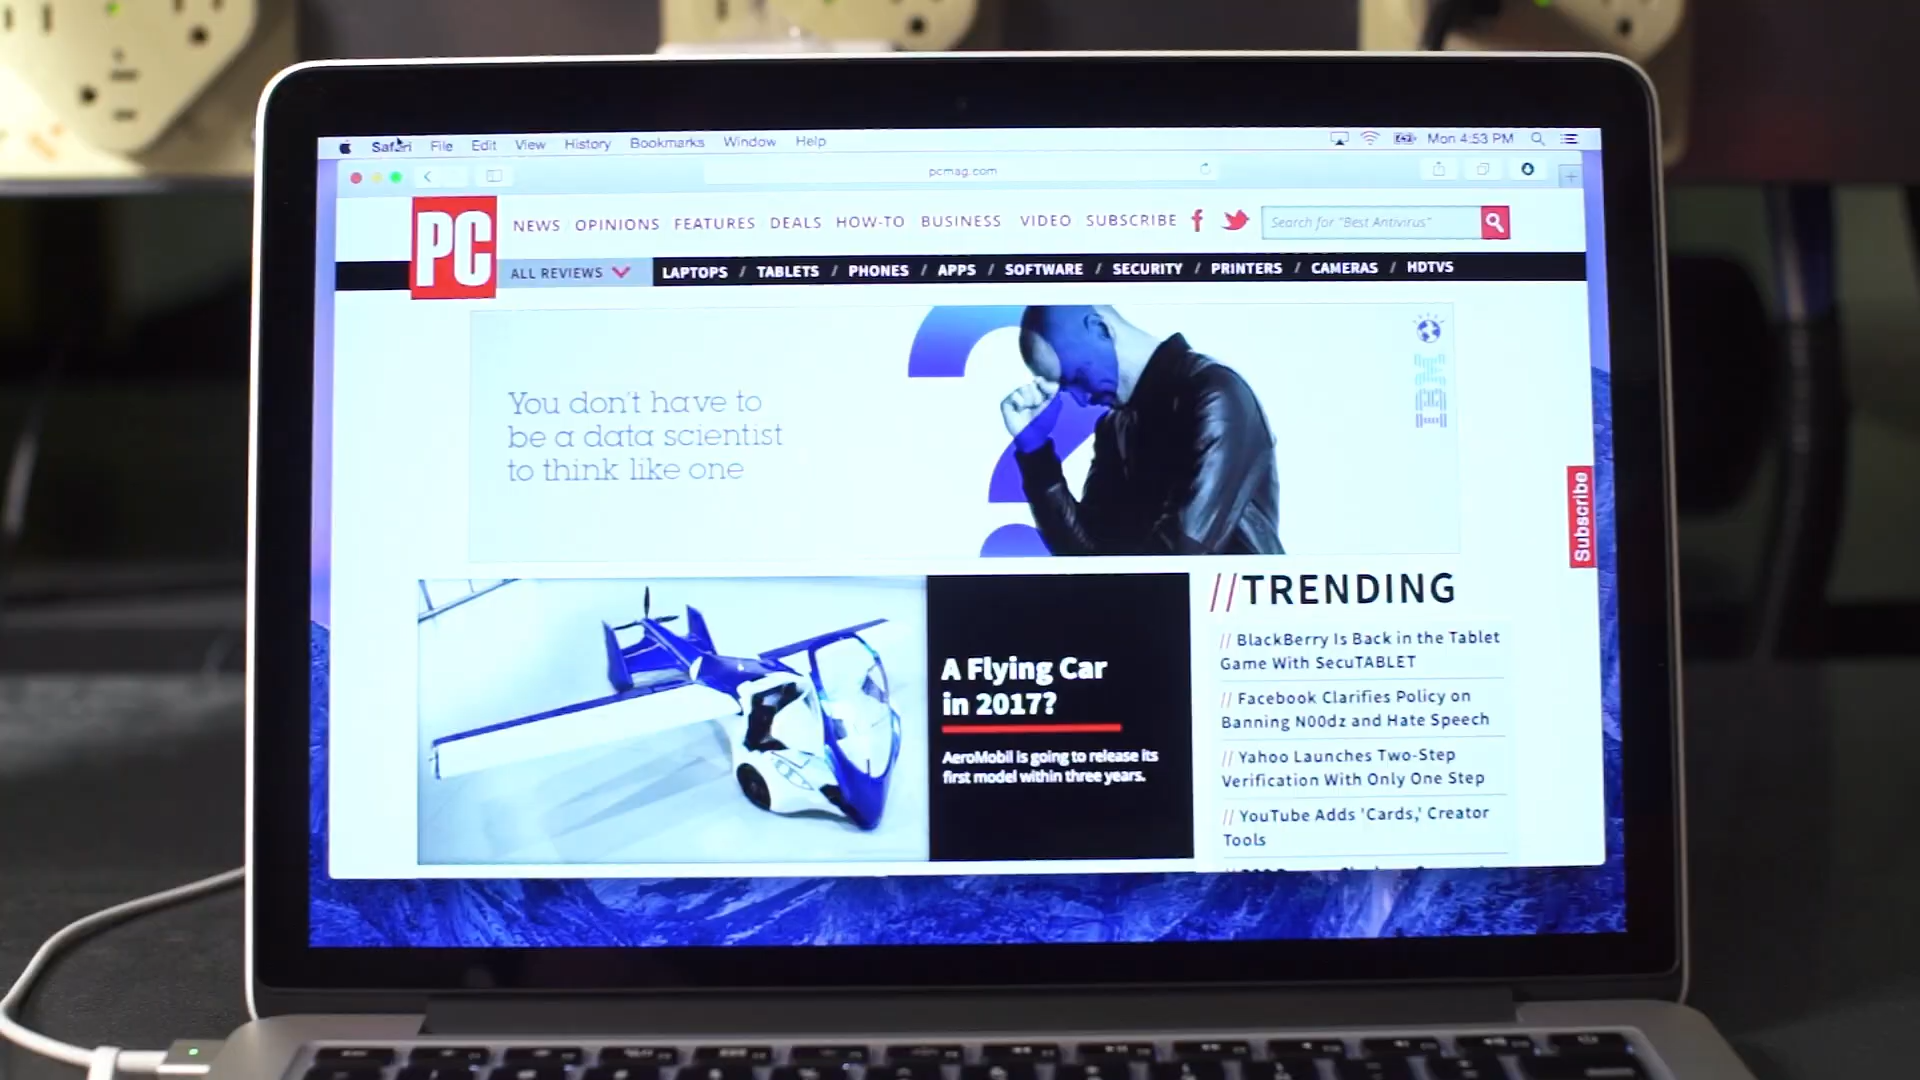 Safari File Edit View History Bookmarks Window Help Mon 4:53 PM
pcmag.com
PC
NEWS OPINIONS FEATURES DEALS HOW-TO BUSINESS VIDEO SUBSCRIBE f Search for "Best Antivirus"
ALL REVIEWS LAPTOPS / TABLETS / PHONES / APPS / SOFTWARE / SECURITY / PRINTERS / CAMERAS / HDTVS
You don't have to
be a data scientist
to think like one
IBM
Subscribe
A Flying Car
in 2017?
AeroMobil is going to release its
first model within three years.
//TRENDING
// BlackBerry Is Back in the Tablet
Game With SecuTABLET
// Facebook Clarifies Policy on
Banning N00dz and Hate Speech
// Yahoo Launches Two-Step
Verification With Only One Step
// YouTube Adds 'Cards,' Creator
Tools